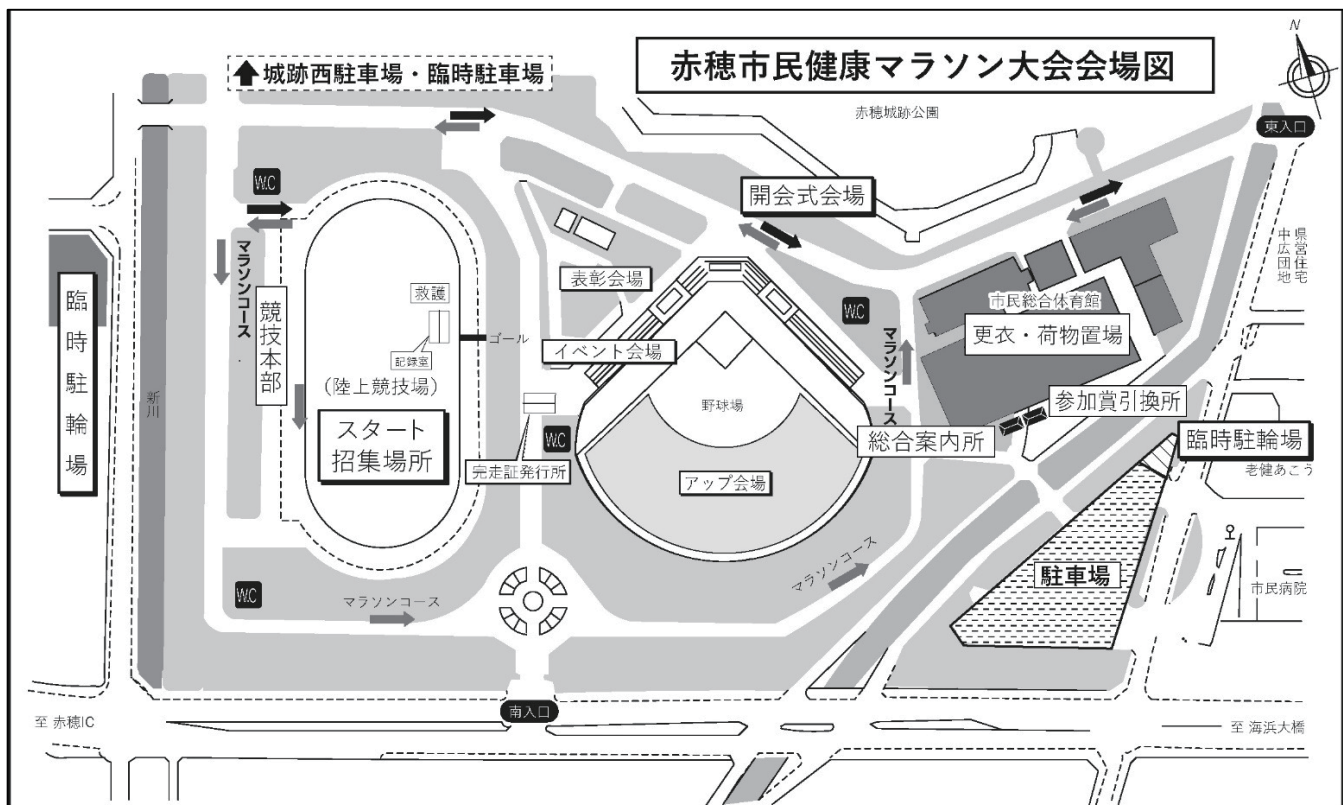 赤穂市民健康マラソン大会会場図
N
城跡西駐車場・臨時駐車場
赤穂城跡公園
東入口
W.C
開会式会場
県営住宅
中広団地
マラソンコース
臨時駐輪場
新川
競技本部
救護
記録室
ゴール
(陸上競技場)
スタート
招集場所
表彰会場
イベント会場
W.C
完走証発行所
野球場
アップ会場
W.C
マラソンコース
市民総合体育館
更衣・荷物置場
参加賞引換所
総合案内所
臨時駐輪場
老健あこう
駐車場
市民病院
W.C
マラソンコース
マラソンコース
南入口
至 赤穂IC
至 海浜大橋